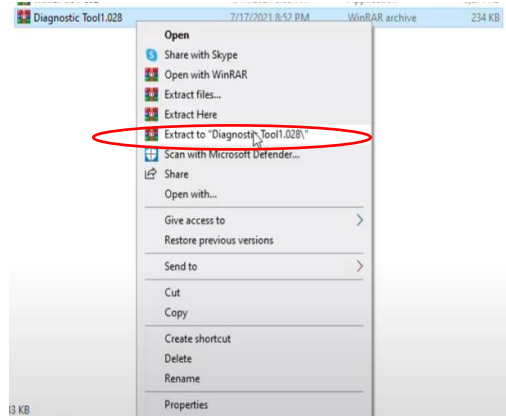 Diagnostic Tool1.028 7/17/2021 8:52 PM WinRAR archive 234 KB
Open
Share with Skype
Open with WinRAR
Extract files...
Extract Here
Extract to "Diagnostic Tool1.028\"
Scan with Microsoft Defender...
Share
Open with...
Give access to
Restore previous versions
Send to
Cut
Copy
Create shortcut
Delete
Rename
Properties
KB